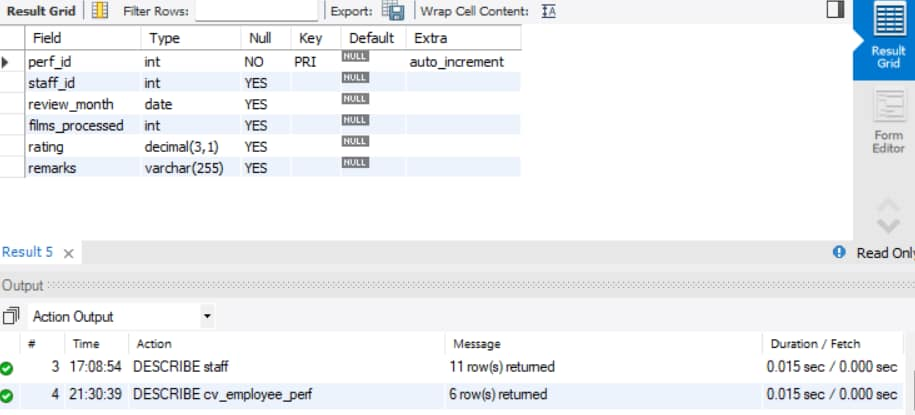 Result Grid Filter Rows: Export: Wrap Cell Content: IA
Field Type Null Key Default Extra
perf_id int NO PRI NULL auto_increment
staff_id int YES NULL
review_month date YES NULL
films_processed int YES NULL
rating decimal(3,1) YES NULL
remarks varchar(255) YES NULL
Result
Grid
Form
Editor
Result 5 Read Only
Output
Action Output
# Time Action Message Duration / Fetch
3 17:08:54 DESCRIBE staff 11 row(s) returned 0.015 sec / 0.000 sec
4 21:30:39 DESCRIBE cv_employee_perf 6 row(s) returned 0.015 sec / 0.000 sec